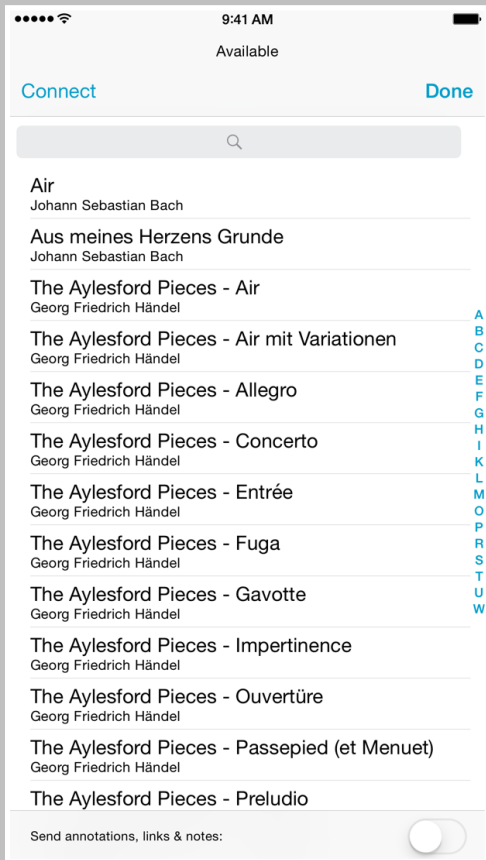 9:41 AM
Available
Connect
Done
Air
Johann Sebastian Bach
Aus meines Herzens Grunde
Johann Sebastian Bach
The Aylesford Pieces - Air
Georg Friedrich Händel
The Aylesford Pieces - Air mit Variationen
Georg Friedrich Händel
The Aylesford Pieces - Allegro
Georg Friedrich Händel
The Aylesford Pieces - Concerto
Georg Friedrich Händel
The Aylesford Pieces - Entrée
Georg Friedrich Händel
The Aylesford Pieces - Fuga
Georg Friedrich Händel
The Aylesford Pieces - Gavotte
Georg Friedrich Händel
The Aylesford Pieces - Impertinence
Georg Friedrich Händel
The Aylesford Pieces - Ouvertüre
Georg Friedrich Händel
The Aylesford Pieces - Passepied (et Menuet)
Georg Friedrich Händel
The Aylesford Pieces - Preludio
A
B
C
D
E
F
G
H
I
K
L
M
O
P
R
S
T
U
W
Send annotations, links & notes: